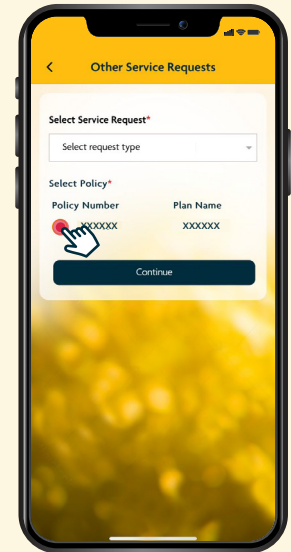 Other Service Requests
Select Service Request*
Select request type
Select Policy*
Policy Number Plan Name
XXXXXX XXXXXX
Continue